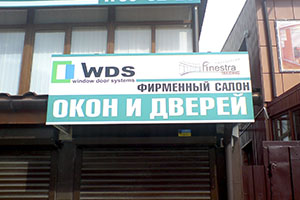 WDS
window door systems
finestra
ФИРМЕННЫЙ САЛОН
ОКОН И ДВЕРЕЙ